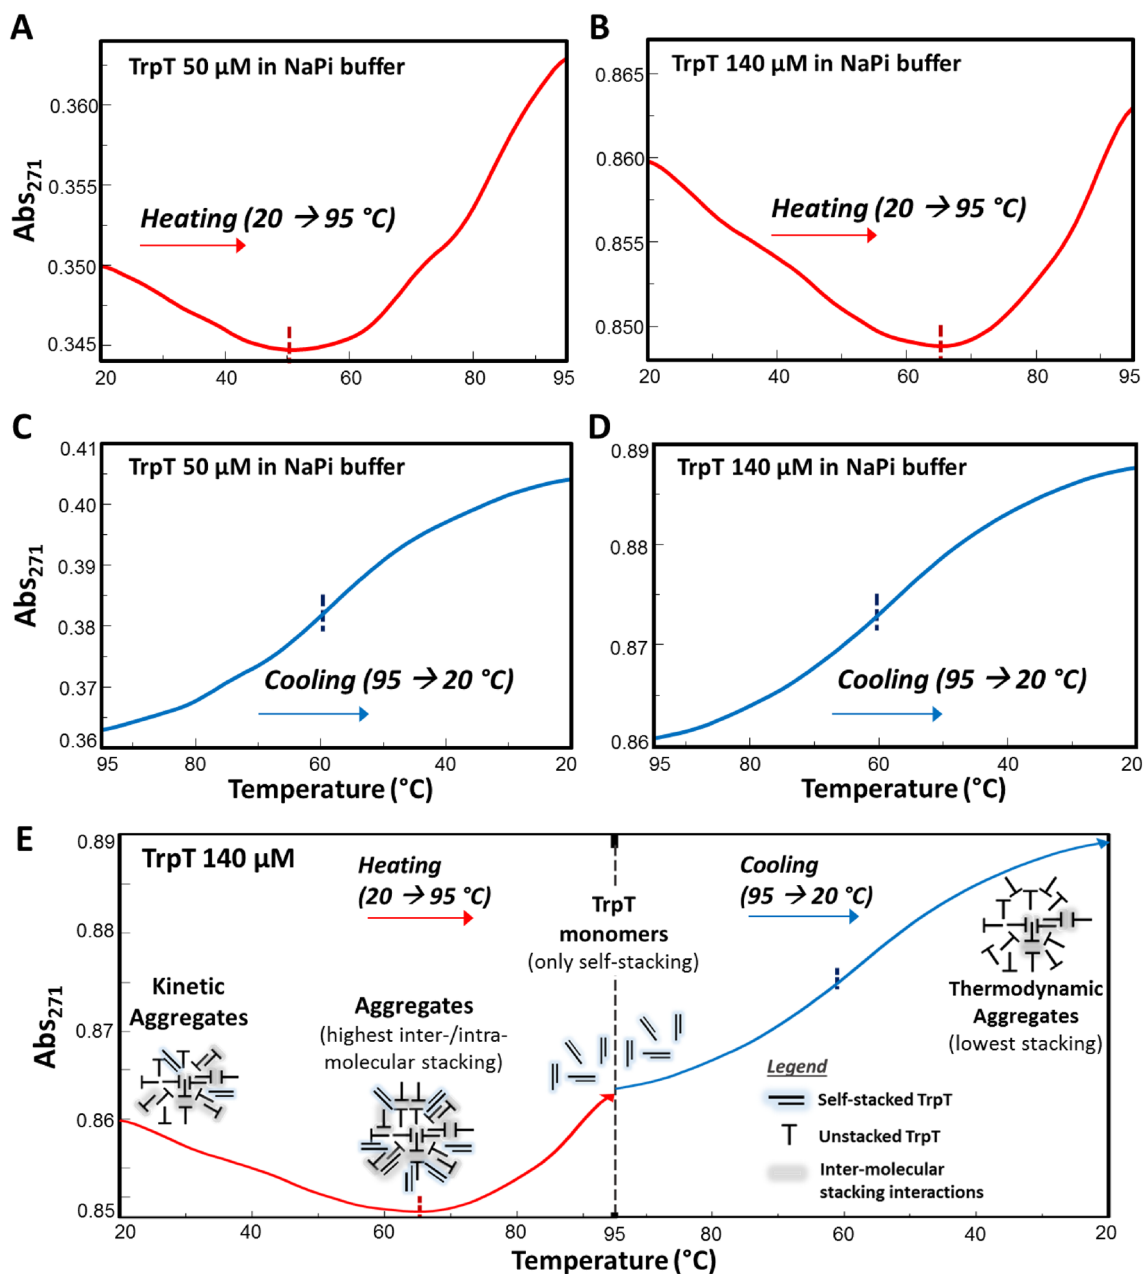 A
TrpT 50 µM in NaPi buffer
0.360
0.355
0.350
0.345
Abs271
Heating (20 → 95 °C)
20
40
60
80
95
B
TrpT 140 µM in NaPi buffer
0.865
0.860
0.855
0.850
Heating (20 → 95 °C)
20
40
60
80
95
C
TrpT 50 µM in NaPi buffer
0.41
0.40
0.39
0.38
0.37
0.36
Abs271
Cooling (95 → 20 °C)
95
80
60
40
20
Temperature (°C)
D
TrpT 140 µM in NaPi buffer
0.89
0.88
0.87
0.86
Cooling (95 → 20 °C)
95
80
60
40
20
Temperature (°C)
E
TrpT 140 µM
0.89
0.88
0.87
0.86
0.85
Abs271
Heating
(20 → 95 °C)
Cooling
(95 → 20 °C)
Kinetic
Aggregates
Aggregates
(highest inter-/intra-
molecular stacking)
TrpT
monomers
(only self-stacking)
Thermodynamic
Aggregates
(lowest stacking)
Legend
Self-stacked TrpT
Unstacked TrpT
Inter-molecular
stacking interactions
20
40
60
80
95
80
60
40
20
Temperature (°C)